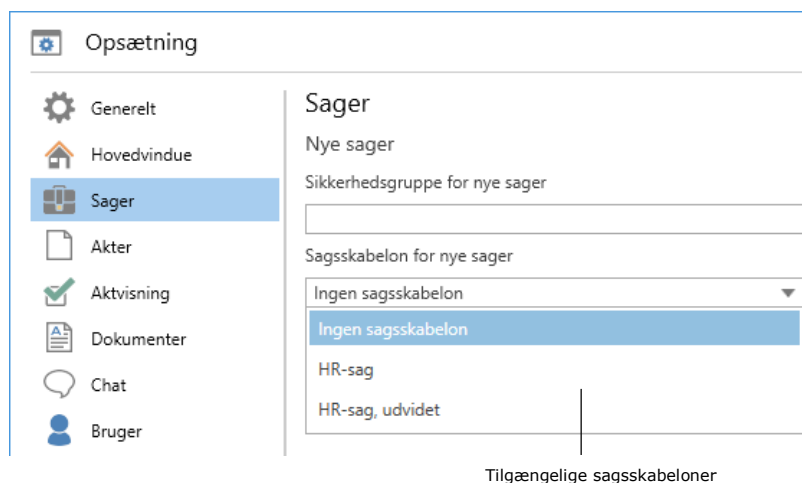 Opsætning
Generelt
Hovedvindue
Sager
Akter
Aktvisning
Dokumenter
Chat
Bruger
Sager
Nye sager
Sikkerhedsgruppe for nye sager
Sagsskabelon for nye sager
Ingen sagsskabelon
Ingen sagsskabelon
HR-sag
HR-sag, udvidet
Tilgængelige sagsskabeloner